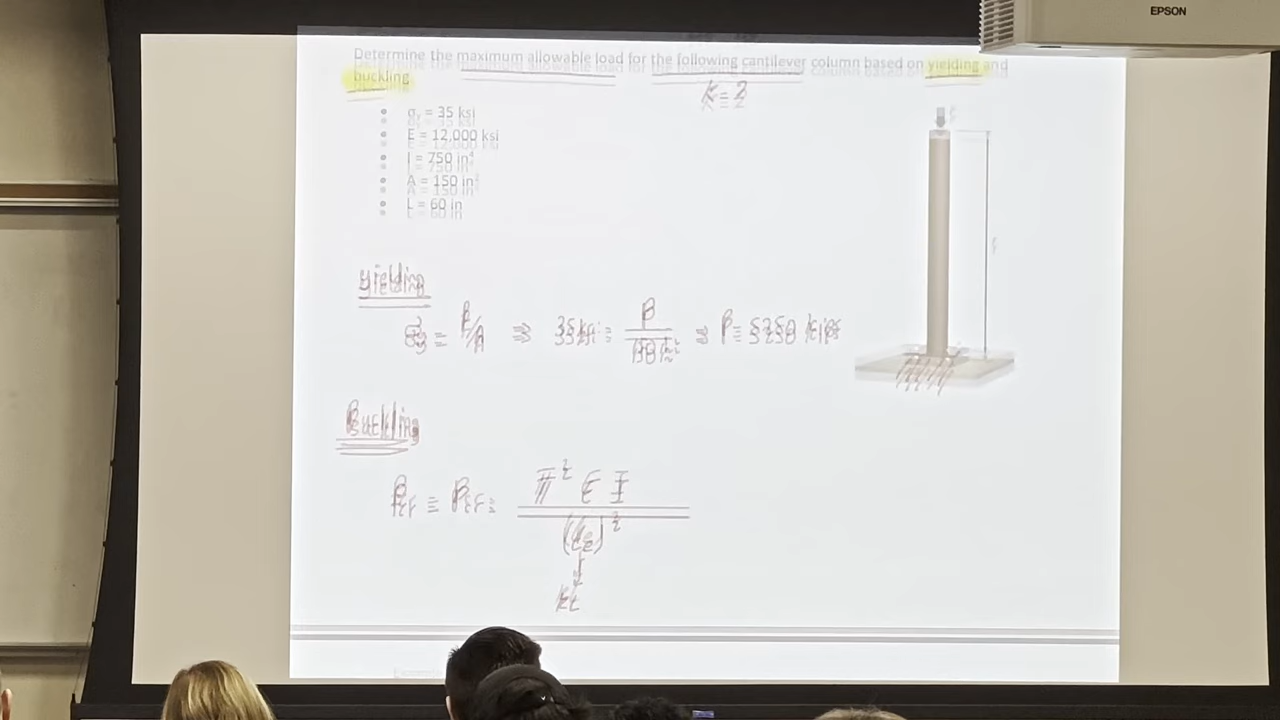 EPSON
Determine the maximum allowable load for the following cantilever column based on yielding and
buckling
K = 2
• σy = 35 ksi
• E = 12,000 ksi
• I = 750 in⁴
• A = 150 in²
• L = 60 in
yielding
σy = P/A ⇒ 35 ksi = P / 150 in² ⇒ P = 5250 kips
Buckling
Pcr = Pcr = π² E I
(Le)²
KL